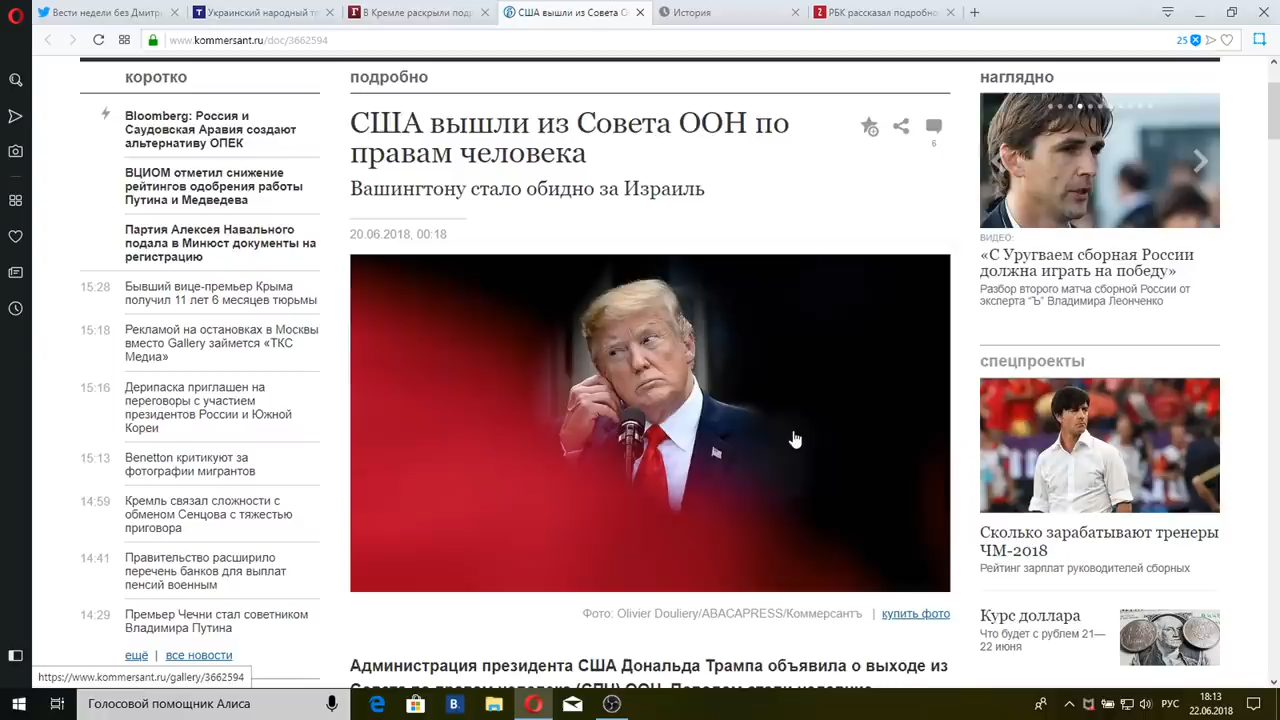 Вести недели без Дмитр
Украинский народный т
В Кремле раскрыли под
США вышли из Совета О
История
РБК рассказал подробно
www.kommersant.ru/doc/3662594
25
коротко
Bloomberg: Россия и
Саудовская Аравия создают
альтернативу ОПЕК
ВЦИОМ отметил снижение
рейтингов одобрения работы
Путина и Медведева
Партия Алексея Навального
подала в Минюст документы на
регистрацию
15:28
Бывший вице-премьер Крыма
получил 11 лет 6 месяцев тюрьмы
15:18
Рекламой на остановках в Москвы
вместо Gallery займется «ТКС
Медиа»
15:16
Дерипаска приглашен на
переговоры с участием
президентов России и Южной
Кореи
15:13
Benetton критикуют за
фотографии мигрантов
14:59
Кремль связал сложности с
обменом Сенцова с тяжестью
приговора
14:41
Правительство расширило
перечень банков для выплат
пенсий военным
14:29
Премьер Чечни стал советником
Владимира Путина
ещё | все новости
https://www.kommersant.ru/gallery/3662594
подробно
США вышли из Совета ООН по
правам человека
6
Вашингтону стало обидно за Израиль
20.06.2018, 00:18
Фото: Olivier Douliery/ABACAPRESS/Коммерсантъ | купить фото
Администрация президента США Дональда Трампа объявила о выходе из
наглядно
ВИДЕО:
«С Уругваем сборная России
должна играть на победу»
Разбор второго матча сборной России от
эксперта "Ъ" Владимира Леонченко
спецпроекты
Сколько зарабатывают тренеры
ЧМ-2018
Рейтинг зарплат руководителей сборных
Курс доллара
Что будет с рублем 21—
22 июня
Голосовой помощник Алиса
B.
РУС
18:13
22.06.2018